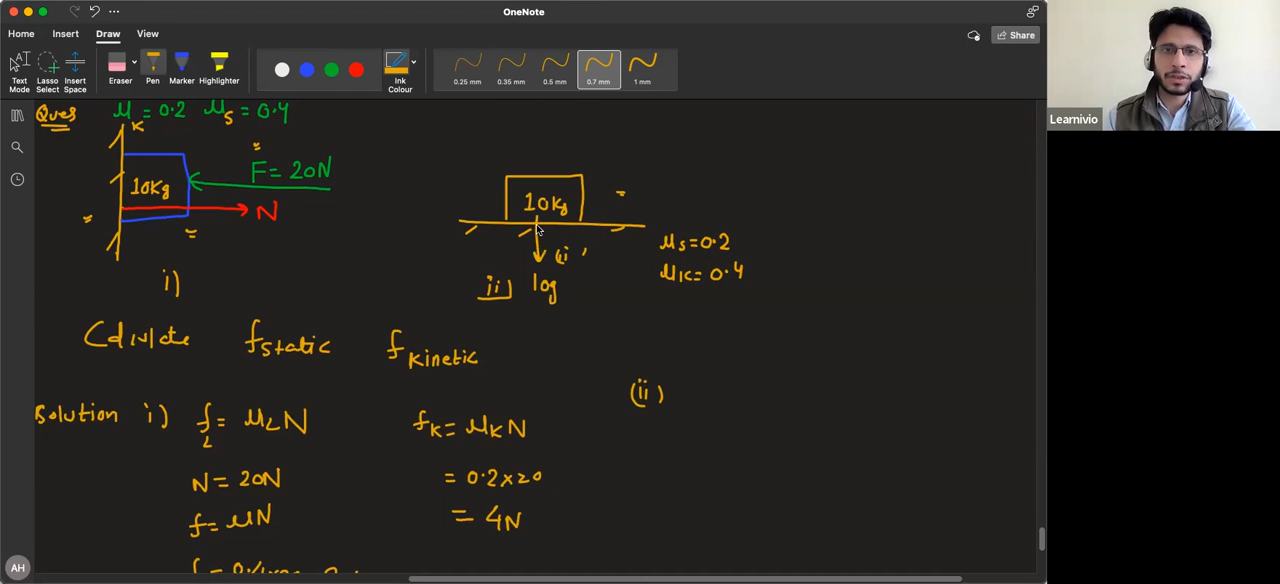 OneNote
Home Insert Draw View
Share
Text Mode
Lasso Select
Insert Space
Eraser
Pen
Marker
Highlighter
Ink Colour
0.25 mm
0.35 mm
0.5 mm
0.7 mm
1 mm
Learnivio
Ques μ = 0.2 μs = 0.4
K
F = 20N
10Kg
N
i)
10Kg
(i
ii) 10g
μs = 0.2
μK = 0.4
fstatic fKinetic
(ii)
Solution i) fL = μLN fK = μKN
N = 20N = 0.2×20
f = μN = 4N
AH